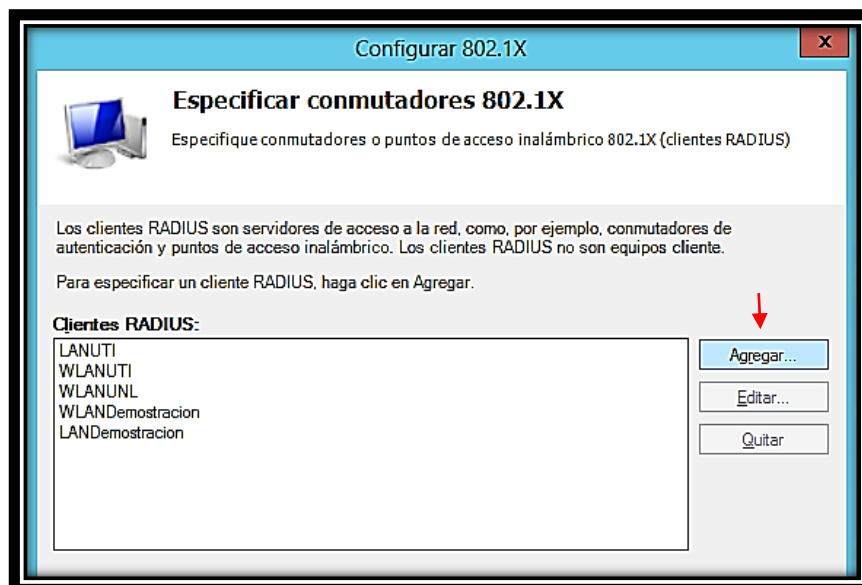 Configurar 802.1X
x
Especificar conmutadores 802.1X
Especifique conmutadores o puntos de acceso inalámbrico 802.1X (clientes RADIUS)
Los clientes RADIUS son servidores de acceso a la red, como, por ejemplo, conmutadores de
autenticación y puntos de acceso inalámbrico. Los clientes RADIUS no son equipos cliente.
Para especificar un cliente RADIUS, haga clic en Agregar.
Clientes RADIUS:
LANUTI
WLANUTI
WLANUNL
WLANDemostracion
LANDemostracion
Agregar...
Editar...
Quitar